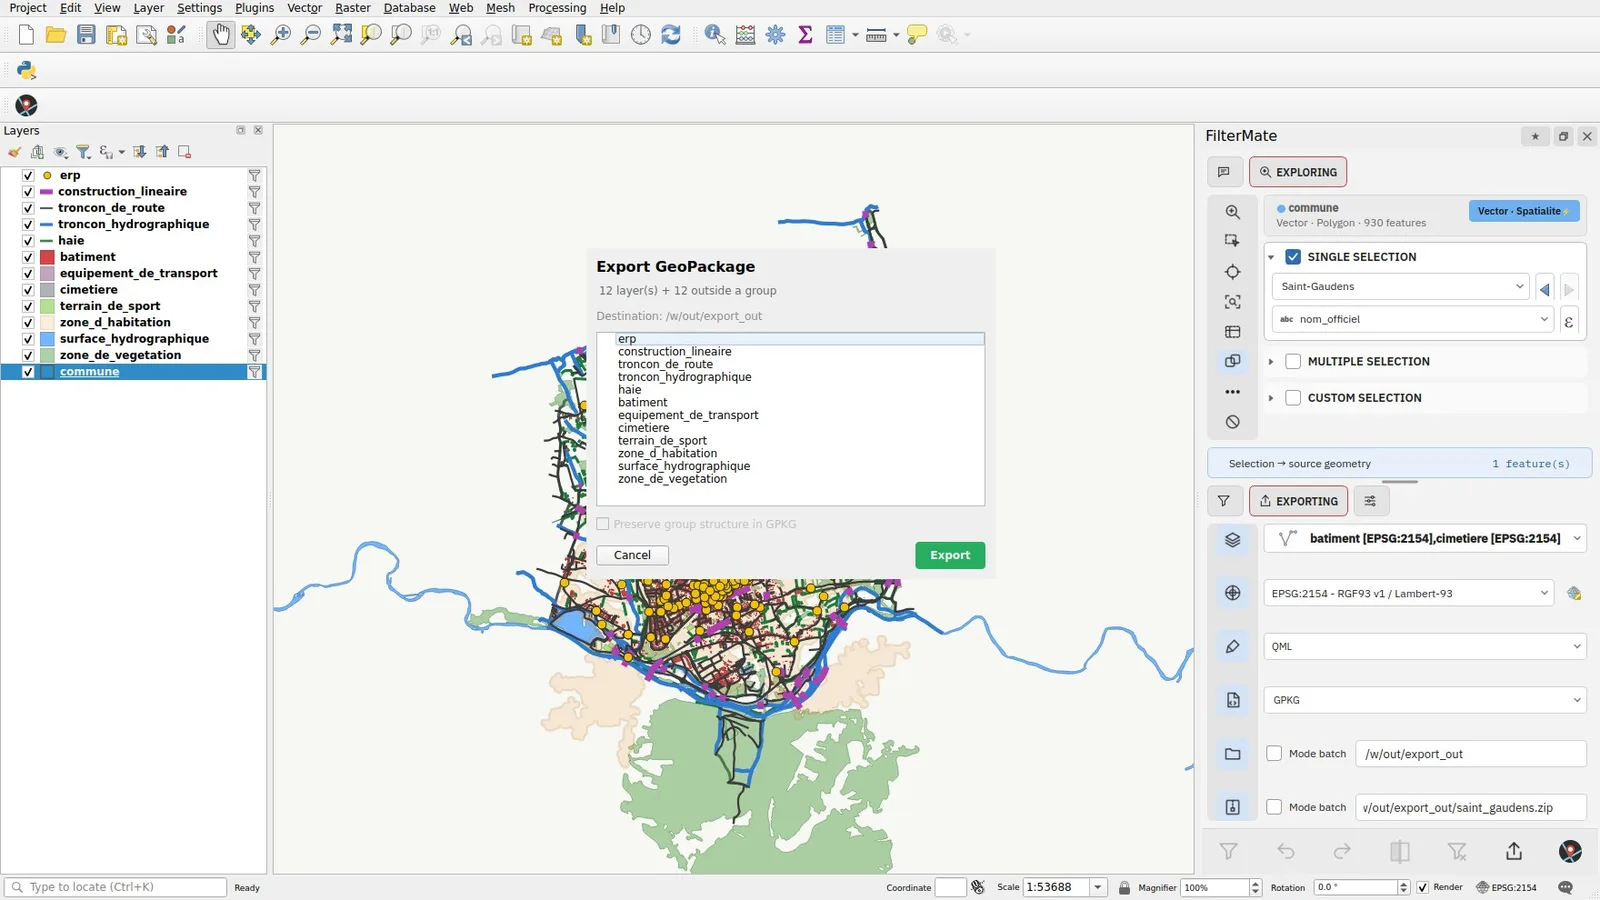 Project Edit View Layer Settings Plugins Vector Raster Database Web Mesh Processing Help
Layers
erp
construction_lineaire
troncon_de_route
troncon_hydrographique
haie
batiment
equipement_de_transport
cimetiere
terrain_de_sport
zone_d_habitation
surface_hydrographique
zone_de_vegetation
commune
Export GeoPackage
12 layer(s) + 12 outside a group
Destination: /w/out/export_out
erp
construction_lineaire
troncon_de_route
troncon_hydrographique
haie
batiment
equipement_de_transport
cimetiere
terrain_de_sport
zone_d_habitation
surface_hydrographique
zone_de_vegetation
Preserve group structure in GPKG
Cancel Export
FilterMate
EXPLORING
commune
Vector · Polygon · 930 features
Vector · Spatialite
SINGLE SELECTION
Saint-Gaudens
abc nom_officiel
ε
MULTIPLE SELECTION
CUSTOM SELECTION
Selection → source geometry 1 feature(s)
EXPORTING
batiment [EPSG:2154],cimetiere [EPSG:2154]
EPSG:2154 - RGF93 v1 / Lambert-93
QML
GPKG
Mode batch /w/out/export_out
Mode batch w/out/export_out/saint_gaudens.zip
Type to locate (Ctrl+K) Ready Coordinate Scale 1:53688 Magnifier 100% Rotation 0.0 ° Render EPSG:2154